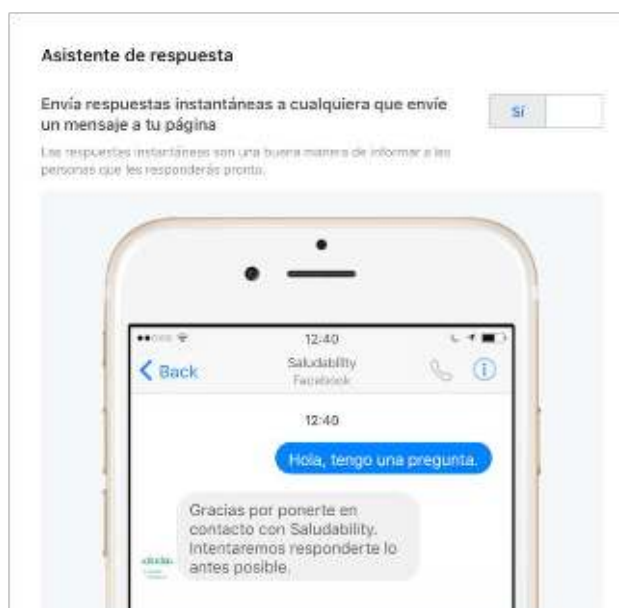 Asistente de respuesta
Envía respuestas instantáneas a cualquiera que envíe
un mensaje a tu página
Sí
Las respuestas instantáneas son una buena manera de informar a las
personas que les responderás pronto.
12:40
Back
Saludability
Facebook
12:40
Hola, tengo una pregunta.
Gracias por ponerte en
contacto con Saludability.
Intentaremos responderte lo
antes posible.